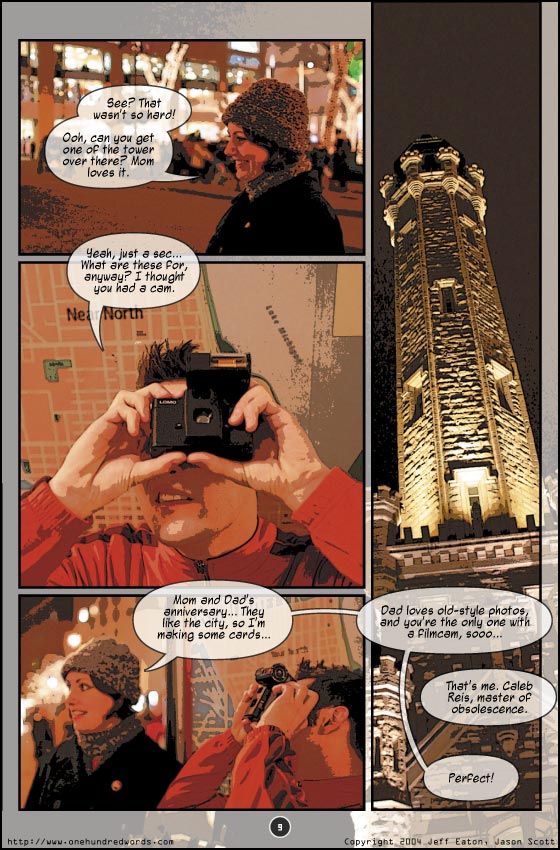 See? That
wasn't so hard!
Ooh, can you get
one of the tower
over there? Mom
loves it.
Yeah, just a sec...
What are these for,
anyway? I thought
you had a cam.
Near North
Lake Michigan
LOMO
Mom and Dad's
anniversary... They
like the city, so I'm
making some cards...
Dad loves old-style photos,
and you're the only one with
a filmcam, sooo...
That's me. Caleb
Reis, master of
obsolescence.
Perfect!
Near North
9
http://www.onehundredwords.com
Copyright 2004 Jeff Eaton, Jason Scott